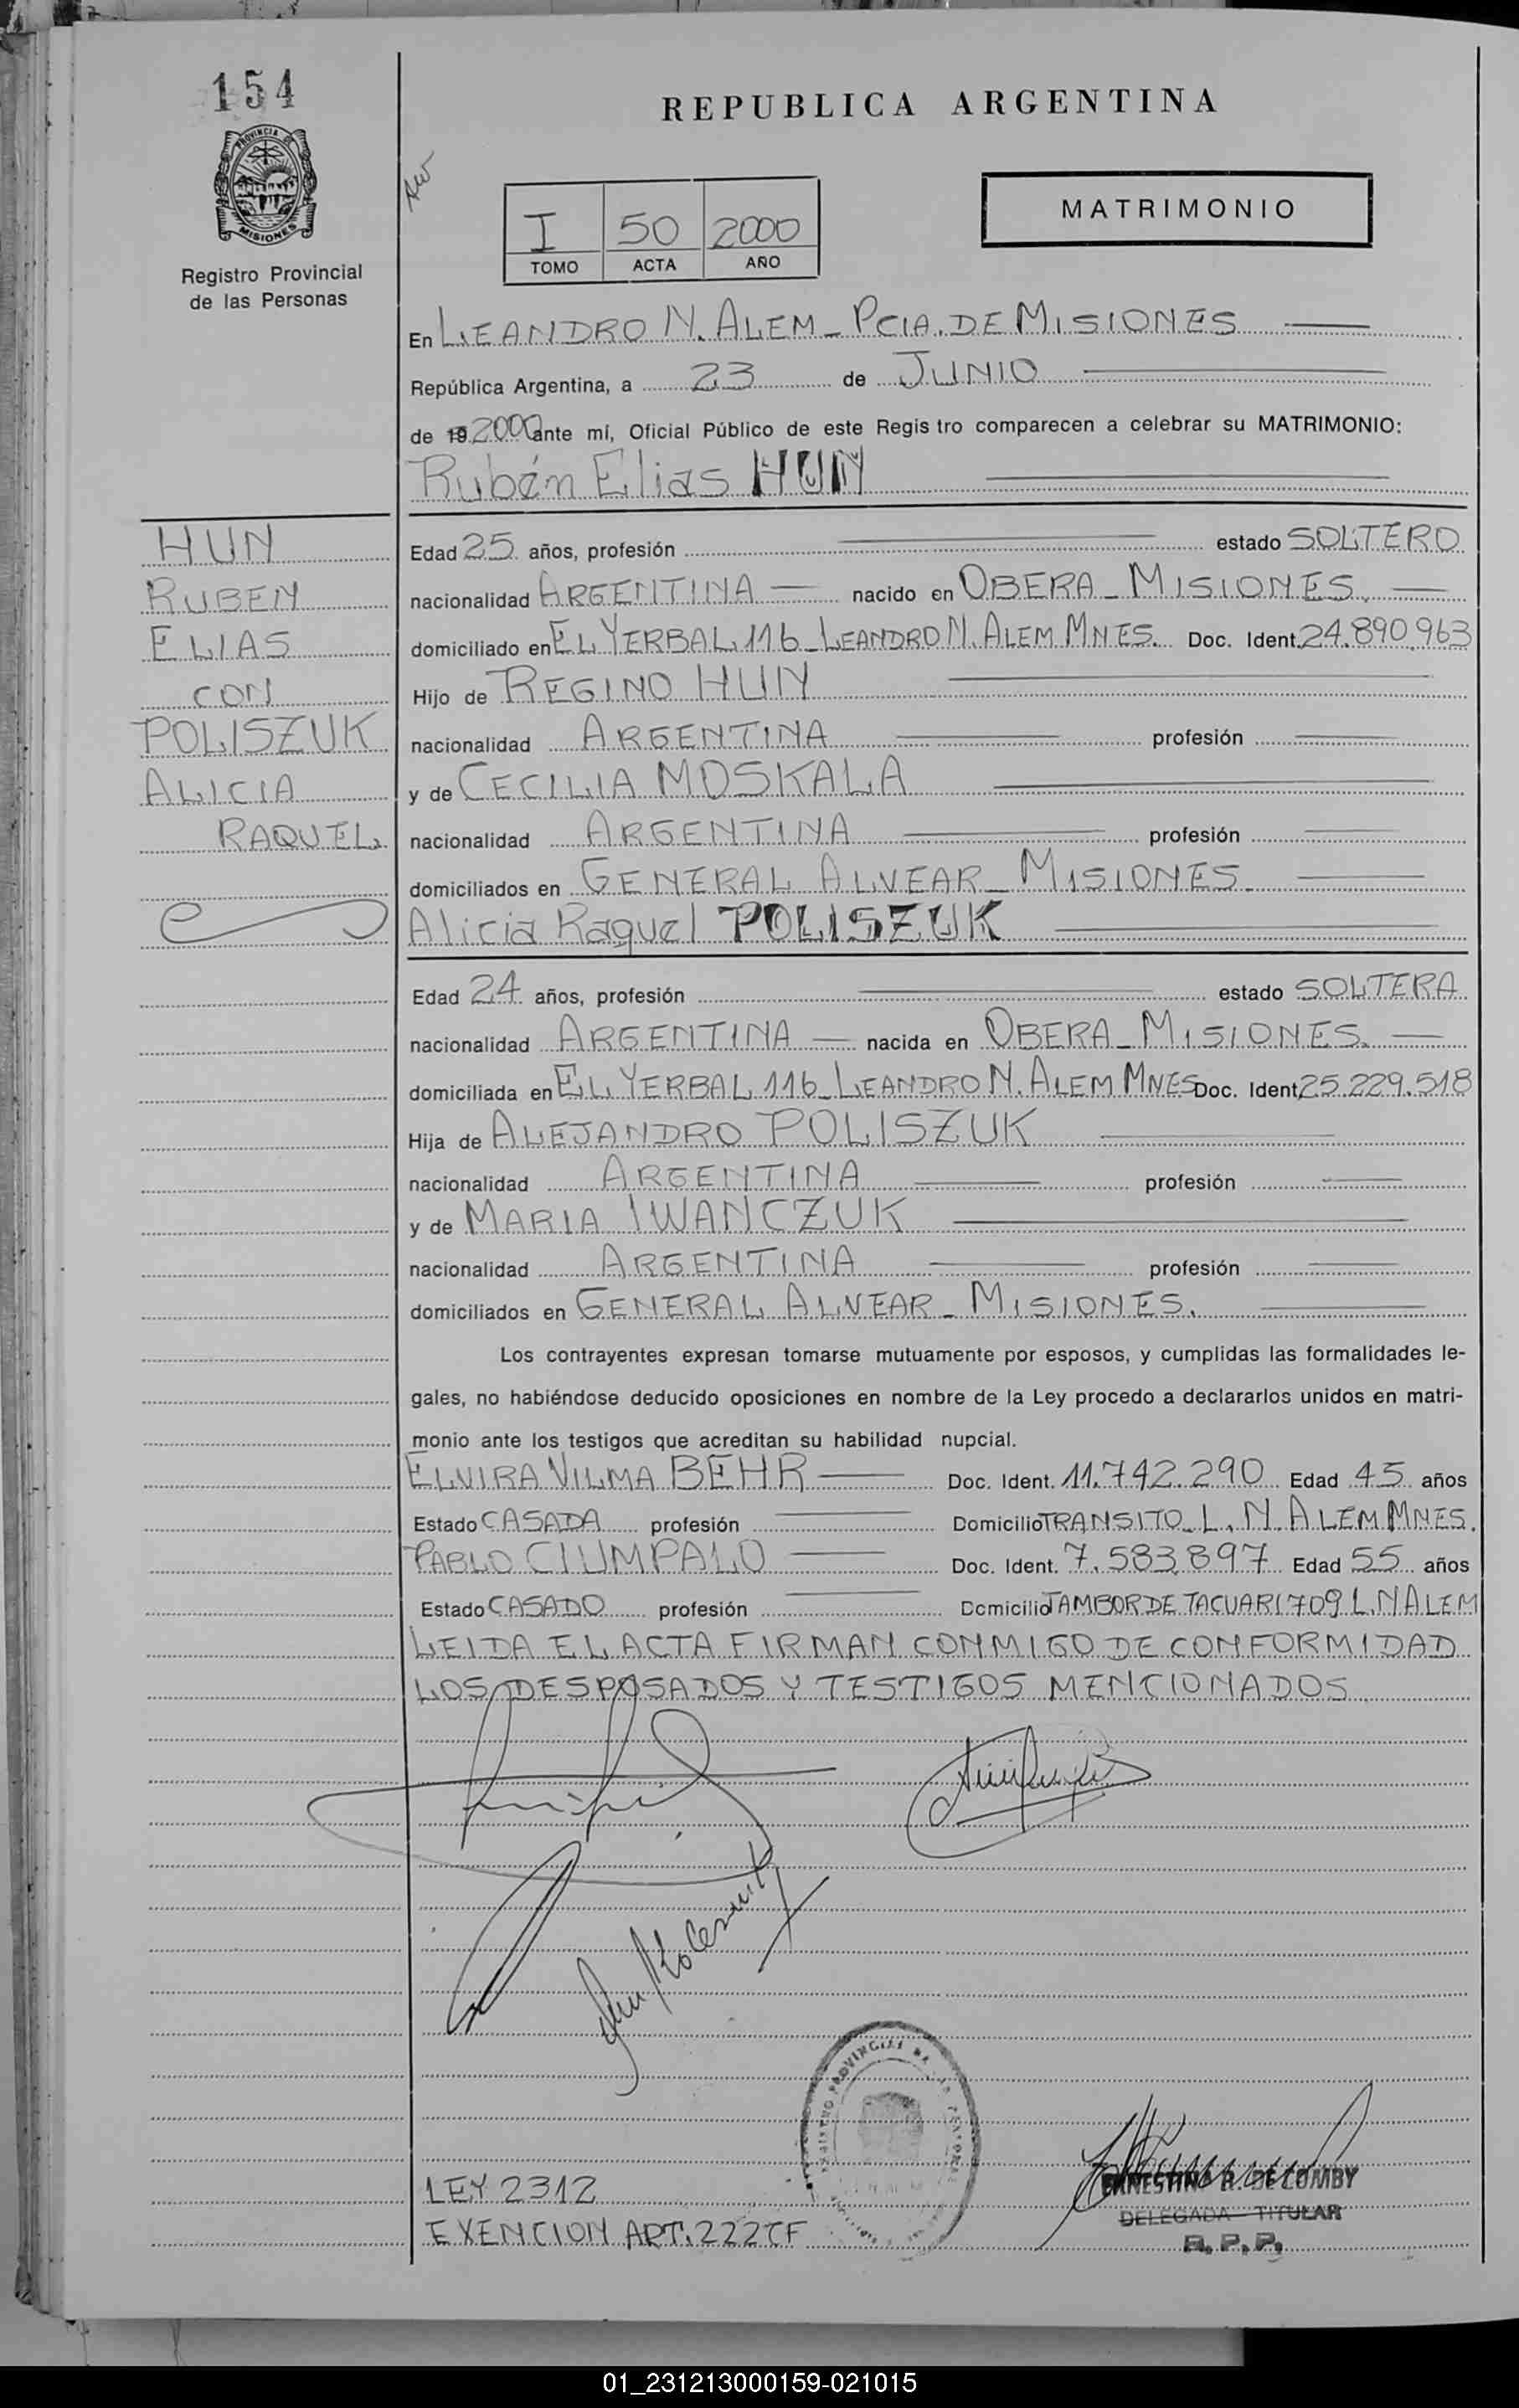 154
PROVINCIA DE
MISIONES
Registro Provincial
de las Personas
REPUBLICA ARGENTINA
I 50 2000
TOMO ACTA AÑO
MATRIMONIO
En LEANDRO N. ALEM - PCIA. DE MISIONES
República Argentina, a 23 de JUNIO
de 19 2000 ante mí, Oficial Público de este Regis tro comparecen a celebrar su MATRIMONIO:
Rubén Elias HUN
HUN
RUBEN
ELIAS
CON
POLISZUK
ALICIA
RAQUEL
Edad 25 años, profesión estado SOLTERO
nacionalidad ARGENTINA — nacido en OBERA - MISIONES. —
domiciliado en EL YERBAL 116 - LEANDRO N. ALEM MNES. Doc. Ident. 24.890.963
Hijo de REGINO HUN
nacionalidad ARGENTINA profesión
y de CECILIA MOSKALA
nacionalidad ARGENTINA profesión
domiciliados en GENERAL ALVEAR - MISIONES.
Alicia Raquel POLISZUK
Edad 24 años, profesión estado SOLTERA
nacionalidad ARGENTINA — nacida en OBERA - MISIONES. —
domiciliada en EL YERBAL 116 - LEANDRO N. ALEM MNES Doc. Ident. 25.229.518
Hija de ALEJANDRO POLISZUK
nacionalidad ARGENTINA profesión
y de MARIA IWANCZUK
nacionalidad ARGENTINA profesión
domiciliados en GENERAL ALVEAR - MISIONES.
Los contrayentes expresan tomarse mutuamente por esposos, y cumplidas las formalidades le-
gales, no habiéndose deducido oposiciones en nombre de la Ley procedo a declararlos unidos en matri-
monio ante los testigos que acreditan su habilidad nupcial.
ELVIRA VILMA BEHR Doc. Ident. 11.742.290 Edad 45 años
Estado CASADA profesión Domicilio TRANSITO - L. N. ALEM MNES.
PABLO CIUMPALO Doc. Ident. 7.583.897 Edad 55 años
Estado CASADO profesión Domicilio TAMBOR DE TACUARI 709 L N ALEM
LEIDA EL ACTA FIRMAN CONMIGO DE CONFORMIDAD
LOS DESPOSADOS Y TESTIGOS MENCIONADOS
LEY 2312
EXENCION ART. 222 CF
ERNESTINA R. DECOMBY
DELEGADA TITULAR
R. P. P.
01_231213000159-021015